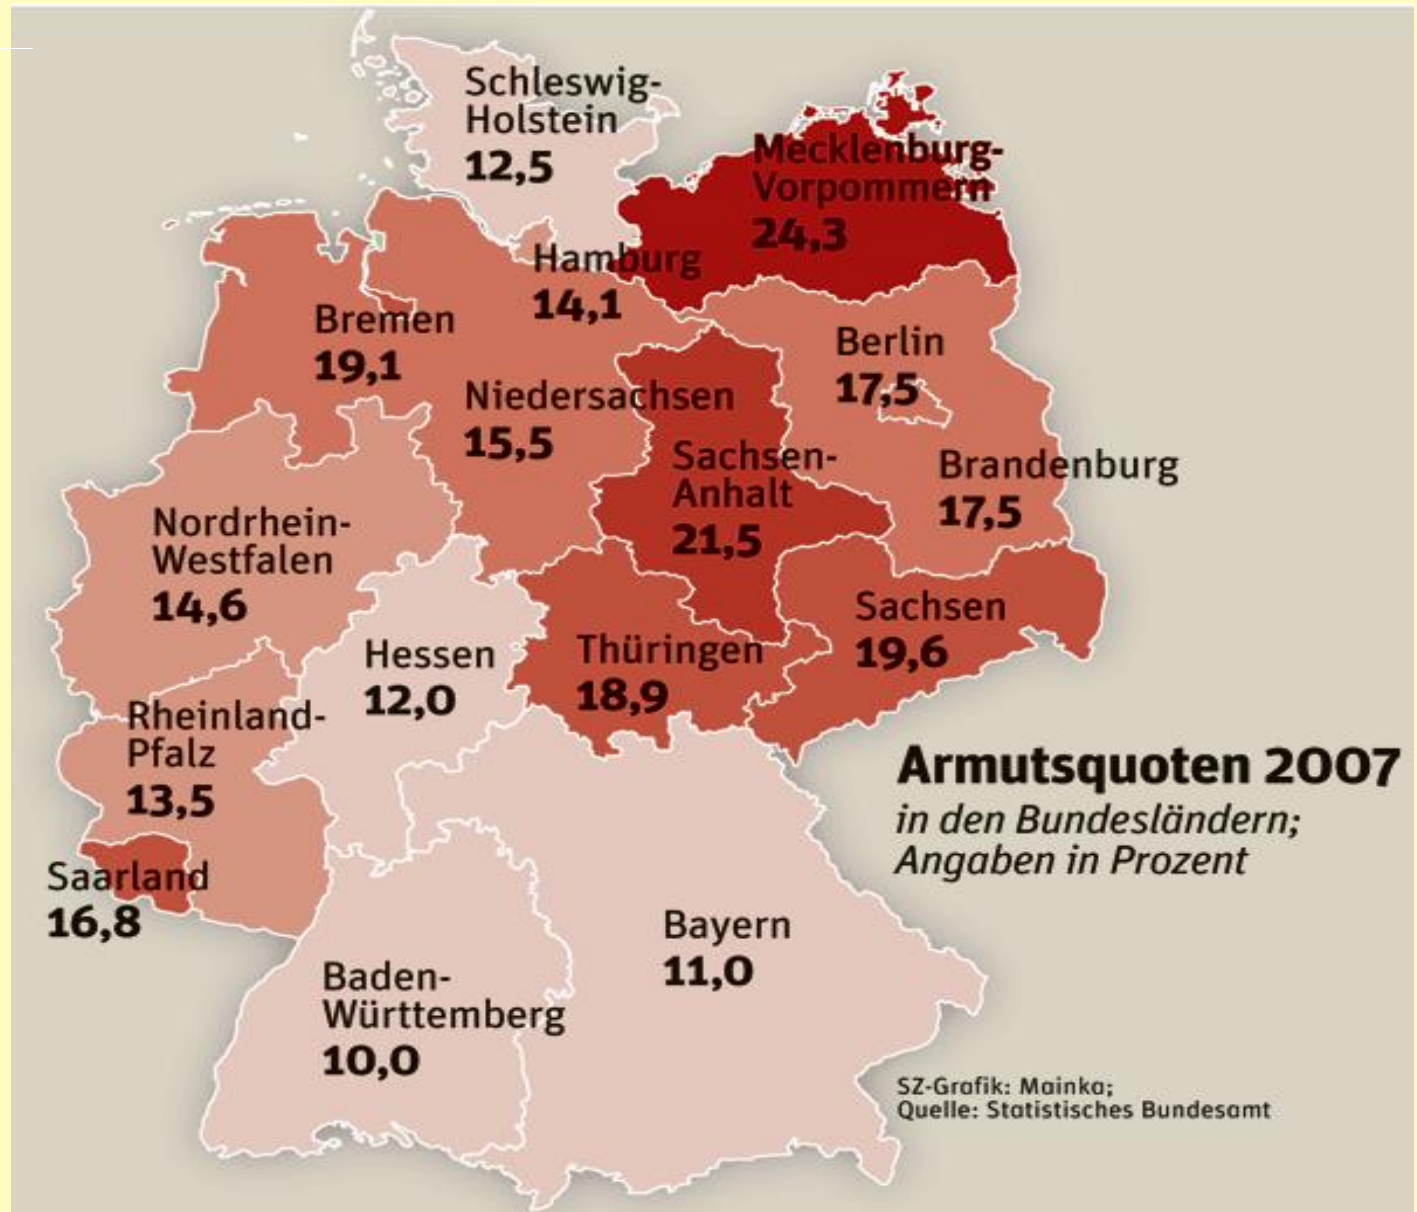 Schleswig-
Holstein
12,5
Mecklenburg-
Vorpommern
24,3
Hamburg
14,1
Bremen
19,1
Berlin
17,5
Niedersachsen
15,5
Sachsen-
Anhalt
21,5
Brandenburg
17,5
Nordrhein-
Westfalen
14,6
Sachsen
19,6
Hessen
12,0
Thüringen
18,9
Rheinland-
Pfalz
13,5
Armutsquoten 2007
in den Bundesländern;
Angaben in Prozent
Saarland
16,8
Bayern
11,0
Baden-
Württemberg
10,0
SZ-Grafik: Mainka;
Quelle: Statistisches Bundesamt